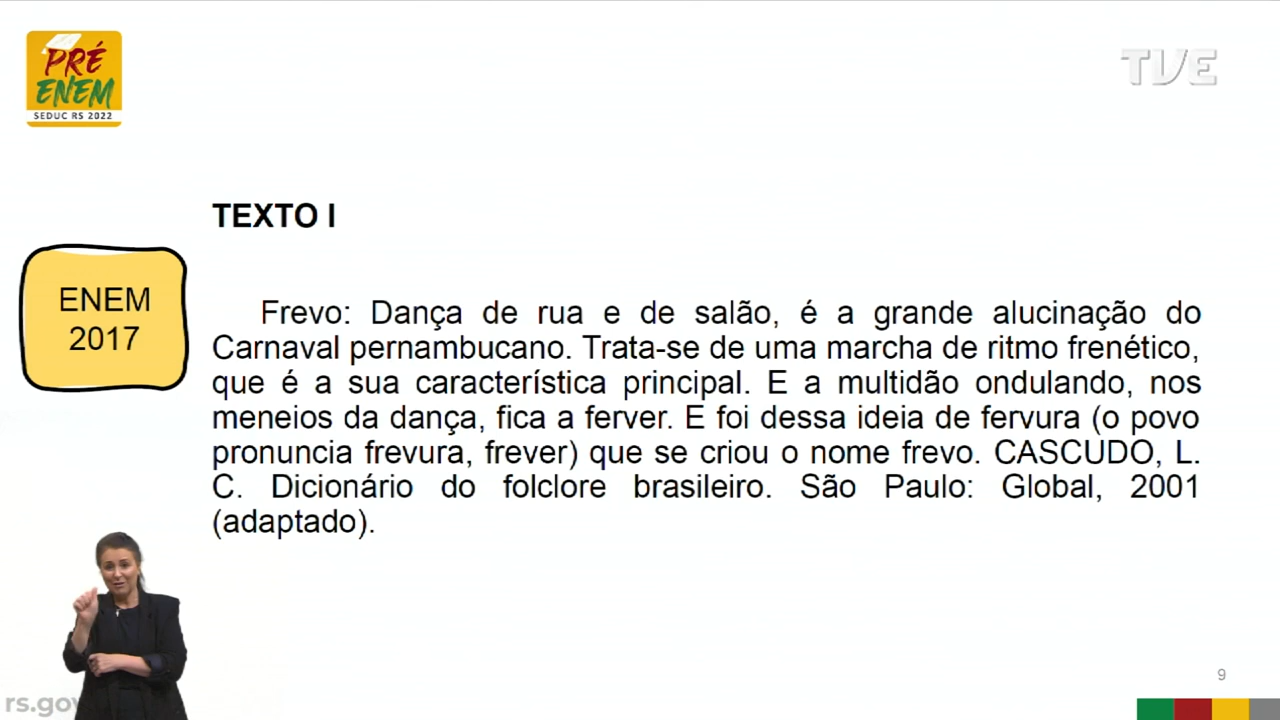 PRÉ
ENEM
SEDUC RS 2022
TVE
TEXTO I
ENEM
2017
Frevo: Dança de rua e de salão, é a grande alucinação do
Carnaval pernambucano. Trata-se de uma marcha de ritmo frenético,
que é a sua característica principal. E a multidão ondulando, nos
meneios da dança, fica a ferver. E foi dessa ideia de fervura (o povo
pronuncia frevura, frever) que se criou o nome frevo. CASCUDO, L.
C. Dicionário do folclore brasileiro. São Paulo: Global, 2001
(adaptado).
9
rs.gov